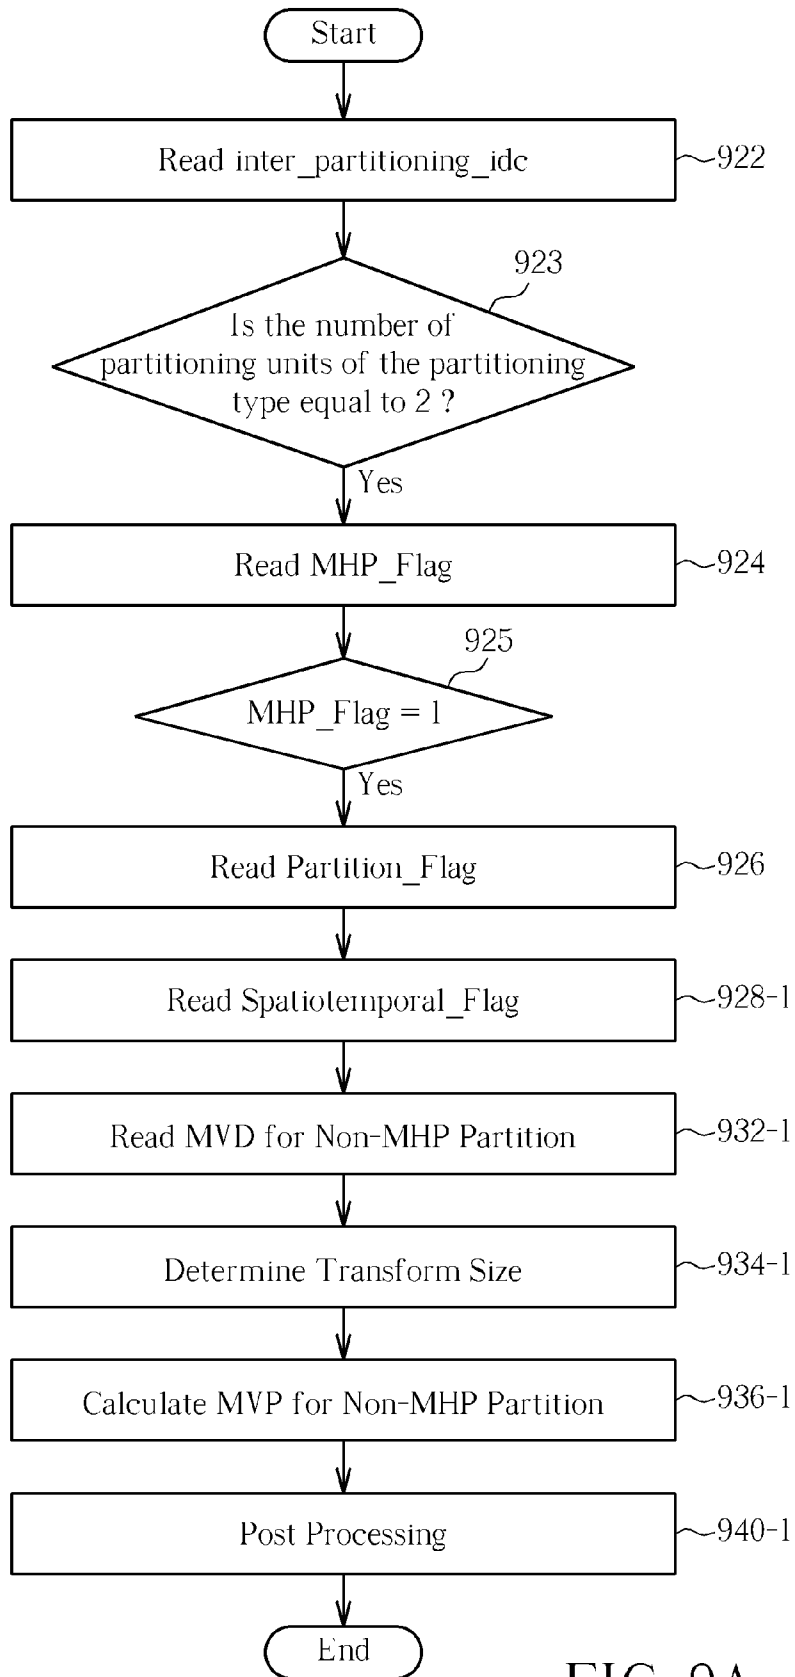 Start
Read inter_partitioning_idc
922
923
Is the number of
partitioning units of the partitioning
type equal to 2 ?
Yes
Read MHP_Flag
924
925
MHP_Flag = 1
Yes
Read Partition_Flag
926
Read Spatiotemporal_Flag
928-1
Read MVD for Non-MHP Partition
932-1
Determine Transform Size
934-1
Calculate MVP for Non-MHP Partition
936-1
Post Processing
940-1
End
FIG. 9A